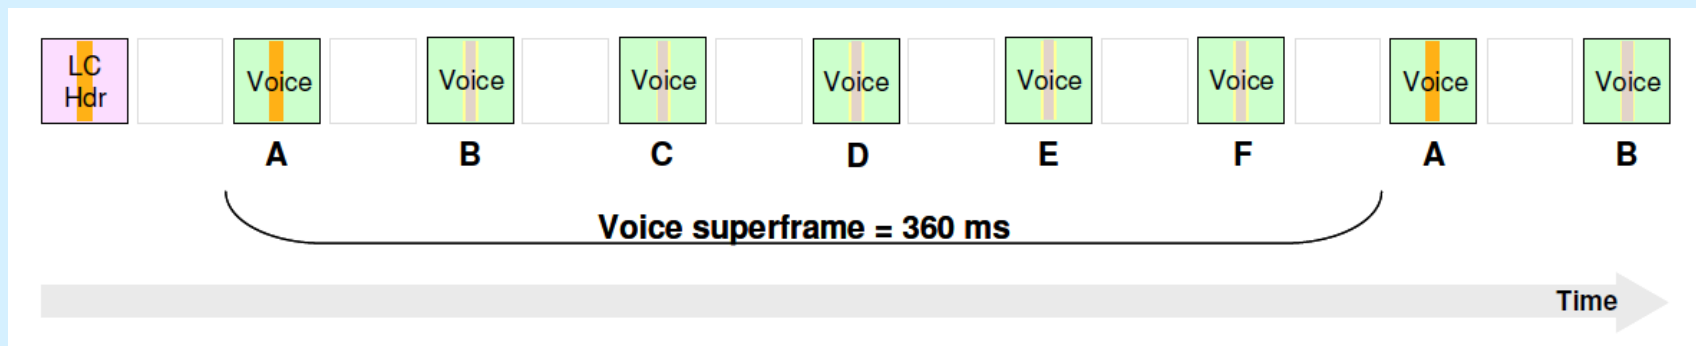 LC
Hdr
Voice Voice Voice Voice Voice Voice Voice Voice
A B C D E F A B
Voice superframe = 360 ms
Time